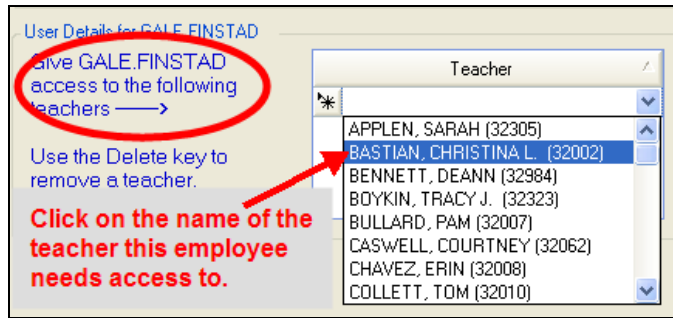 User Details for GALE.FINSTAD
Give GALE.FINSTAD
access to the following
teachers ——>
Use the Delete key to
remove a teacher.
Click on the name of the
teacher this employee
needs access to.
Teacher
APPLEN, SARAH (32305)
BASTIAN, CHRISTINA L. (32002)
BENNETT, DEANN (32984)
BOYKIN, TRACY J. (32323)
BULLARD, PAM (32007)
CASWELL, COURTNEY (32062)
CHAVEZ, ERIN (32008)
COLLETT, TOM (32010)